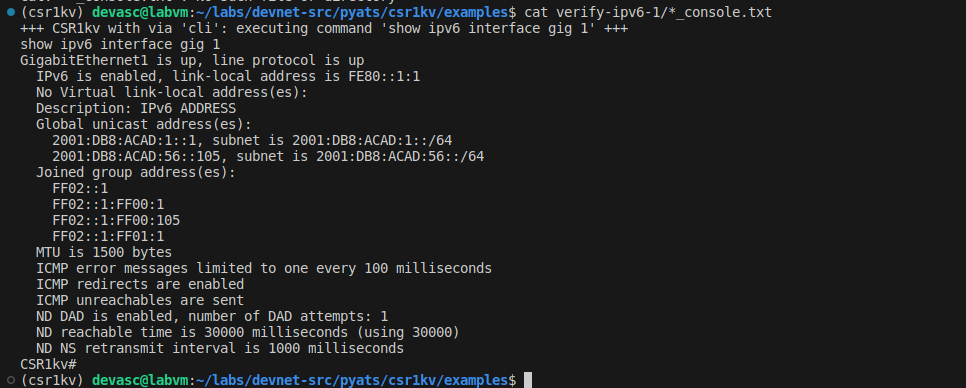 (csr1kv) devasc@labvm:~/labs/devnet-src/pyats/csr1kv/examples$ cat verify-ipv6-1/*_console.txt
+++ CSR1kv with via 'cli': executing command 'show ipv6 interface gig 1' +++
show ipv6 interface gig 1
GigabitEthernet1 is up, line protocol is up
  IPv6 is enabled, link-local address is FE80::1:1
  No Virtual link-local address(es):
  Description: IPv6 ADDRESS
  Global unicast address(es):
    2001:DB8:ACAD:1::1, subnet is 2001:DB8:ACAD:1::/64
    2001:DB8:ACAD:56::105, subnet is 2001:DB8:ACAD:56::/64
  Joined group address(es):
    FF02::1
    FF02::1:FF00:1
    FF02::1:FF00:105
    FF02::1:FF01:1
  MTU is 1500 bytes
  ICMP error messages limited to one every 100 milliseconds
  ICMP redirects are enabled
  ICMP unreachables are sent
  ND DAD is enabled, number of DAD attempts: 1
  ND reachable time is 30000 milliseconds (using 30000)
  ND NS retransmit interval is 1000 milliseconds
CSR1kv#
(csr1kv) devasc@labvm:~/labs/devnet-src/pyats/csr1kv/examples$